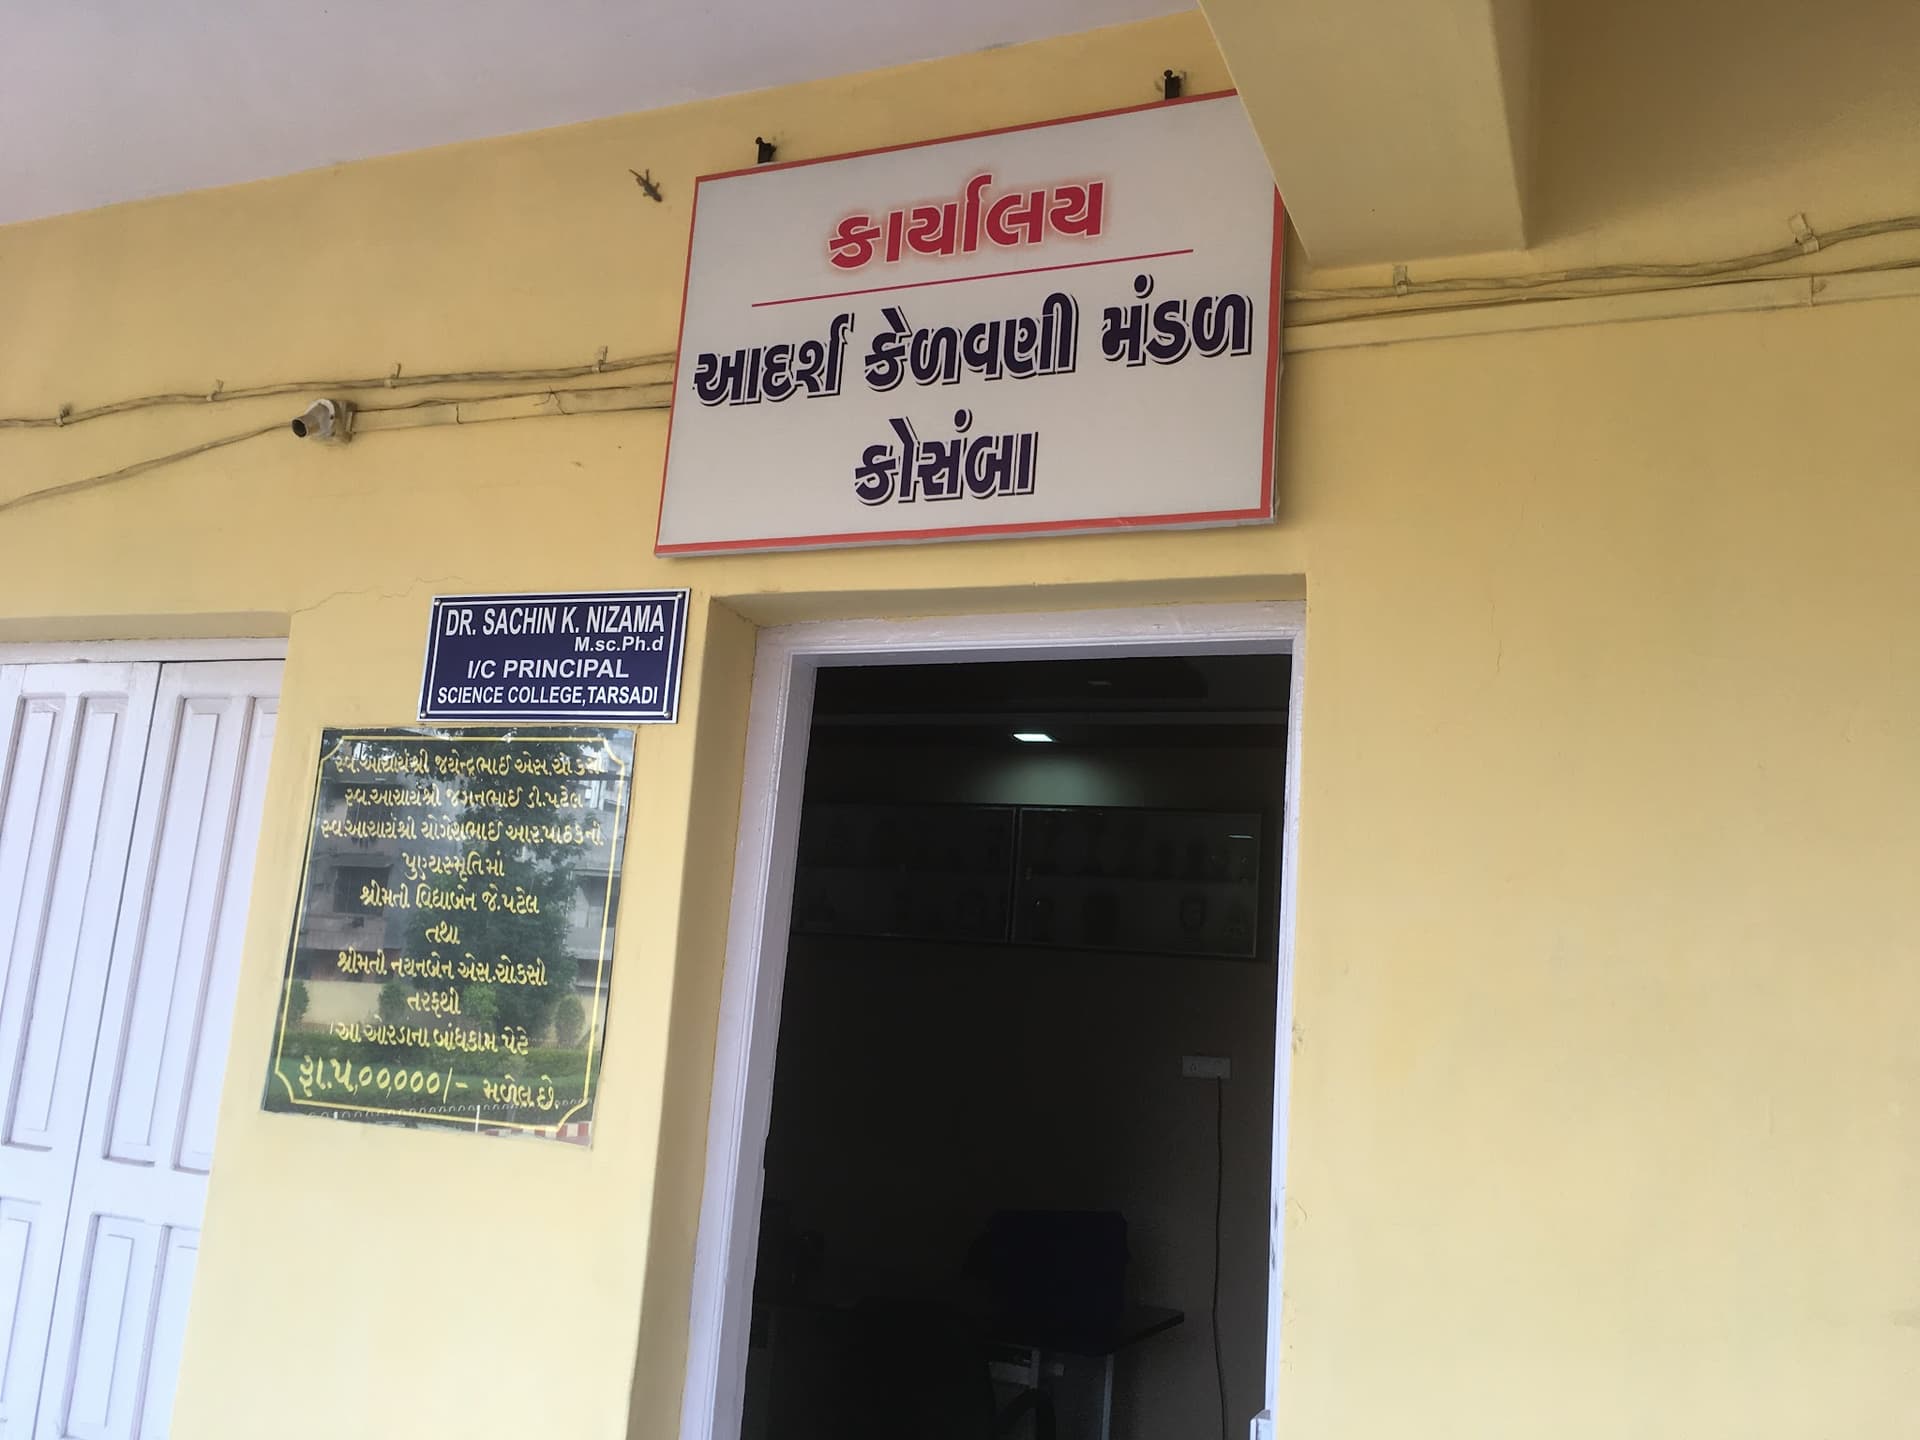 કાર્યાલય
આદર્શ કેળવણી મંડળ
કોસંબા
DR. SACHIN K. NIZAMA
M.sc.Ph.d
I/C PRINCIPAL
SCIENCE COLLEGE,TARSADI
સ્વ.આચાર્યશ્રી જયેન્દ્રભાઈ એસ.ચોકસી
સ્વ.આચાર્યશ્રી જમનભાઈ ડી.પટેલ
સ્વ.આચાર્યશ્રી યોગેશભાઈ આર.પાઠકની
પુણ્યસ્મૃતિમાં
શ્રીમતી વિદ્યાબેન જે.પટેલ
તથા
શ્રીમતી નયનબેન એસ.ચોકસી
તરફથી
આ ઓરડાના બાંધકામ પેટે
રૂા.૫,૦૦,૦૦૦/- મળેલ છે.